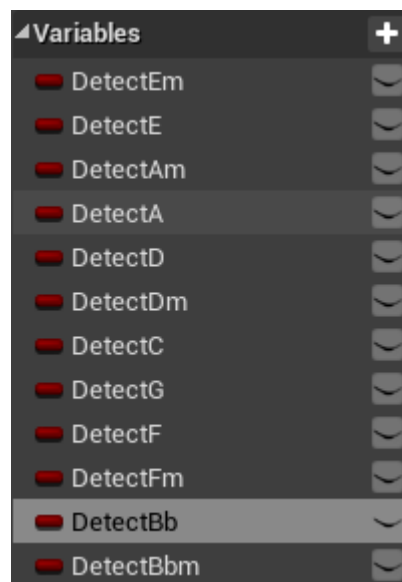 Variables
DetectEm
DetectE
DetectAm
DetectA
DetectD
DetectDm
DetectC
DetectG
DetectF
DetectFm
DetectBb
DetectBbm